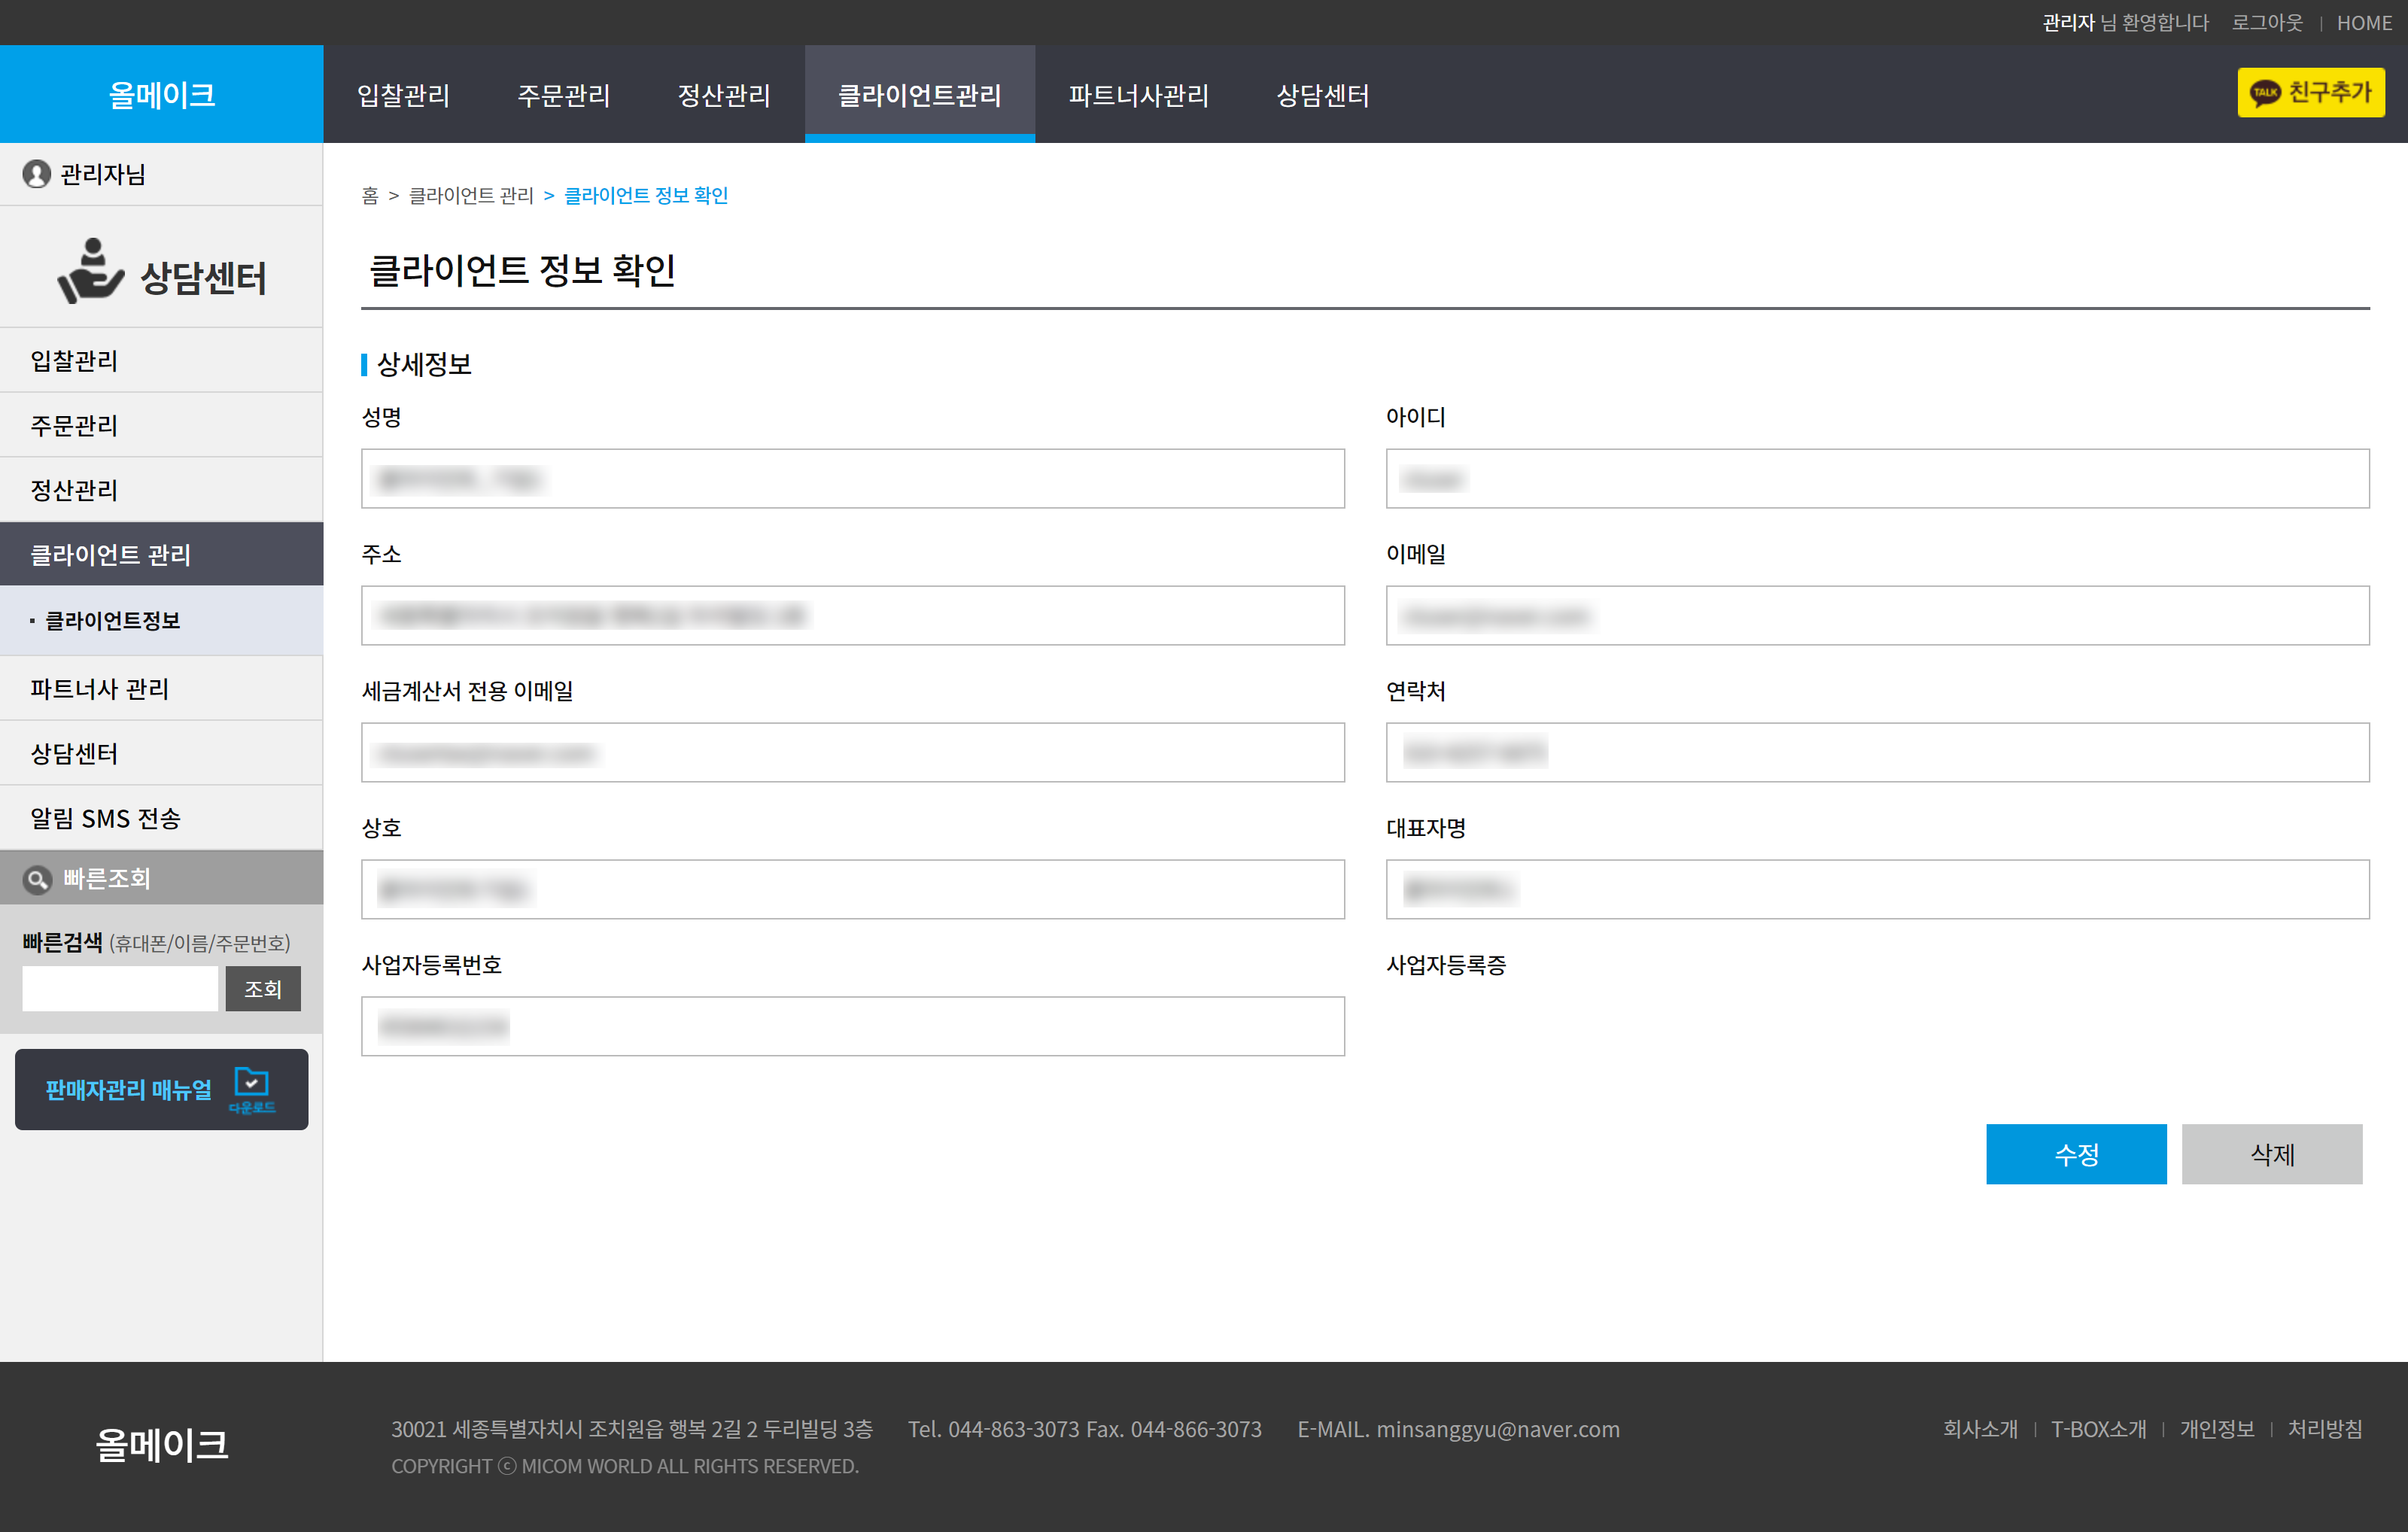 관리자 님 환영합니다 로그아웃 HOME
올메이크 입찰관리 주문관리 정산관리 클라이언트관리 파트너사관리 상담센터 TALK 친구추가
관리자님
상담센터
입찰관리
주문관리
정산관리
클라이언트 관리
· 클라이언트정보
파트너사 관리
상담센터
알림 SMS 전송
빠른조회
빠른검색 (휴대폰/이름/주문번호)
조회
판매자관리 매뉴얼 다운로드
홈 > 클라이언트 관리 > 클라이언트 정보 확인
클라이언트 정보 확인
상세정보
성명 아이디
주소 이메일
세금계산서 전용 이메일 연락처
상호 대표자명
사업자등록번호 사업자등록증
수정 삭제
올메이크
30021 세종특별자치시 조치원읍 행복 2길 2 두리빌딩 3층 Tel. 044-863-3073 Fax. 044-866-3073 E-MAIL. minsanggyu@naver.com
COPYRIGHT ⓒ MICOM WORLD ALL RIGHTS RESERVED.
회사소개 T-BOX소개 개인정보 처리방침